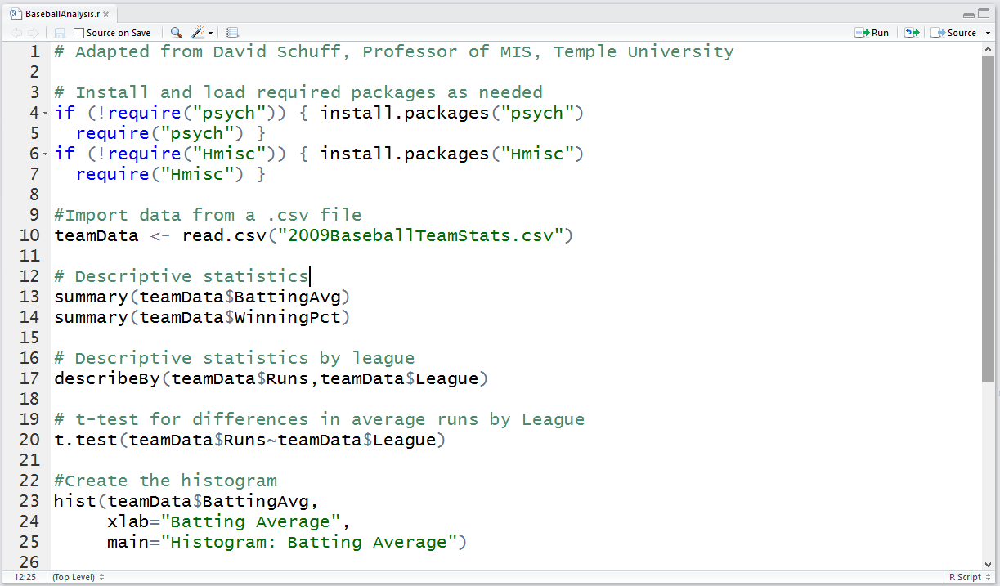 BaseballAnalysis.r
Source on Save Run Source
1 # Adapted from David Schuff, Professor of MIS, Temple University
2
3 # Install and load required packages as needed
4 if (!require("psych")) { install.packages("psych")
5   require("psych") }
6 if (!require("Hmisc")) { install.packages("Hmisc")
7   require("Hmisc") }
8
9 #Import data from a .csv file
10 teamData <- read.csv("2009BaseballTeamStats.csv")
11
12 # Descriptive statistics
13 summary(teamData$BattingAvg)
14 summary(teamData$WinningPct)
15
16 # Descriptive statistics by league
17 describeBy(teamData$Runs,teamData$League)
18
19 # t-test for differences in average runs by League
20 t.test(teamData$Runs~teamData$League)
21
22 #Create the histogram
23 hist(teamData$BattingAvg,
24      xlab="Batting Average",
25      main="Histogram: Batting Average")
26
12:25 (Top Level) R Script